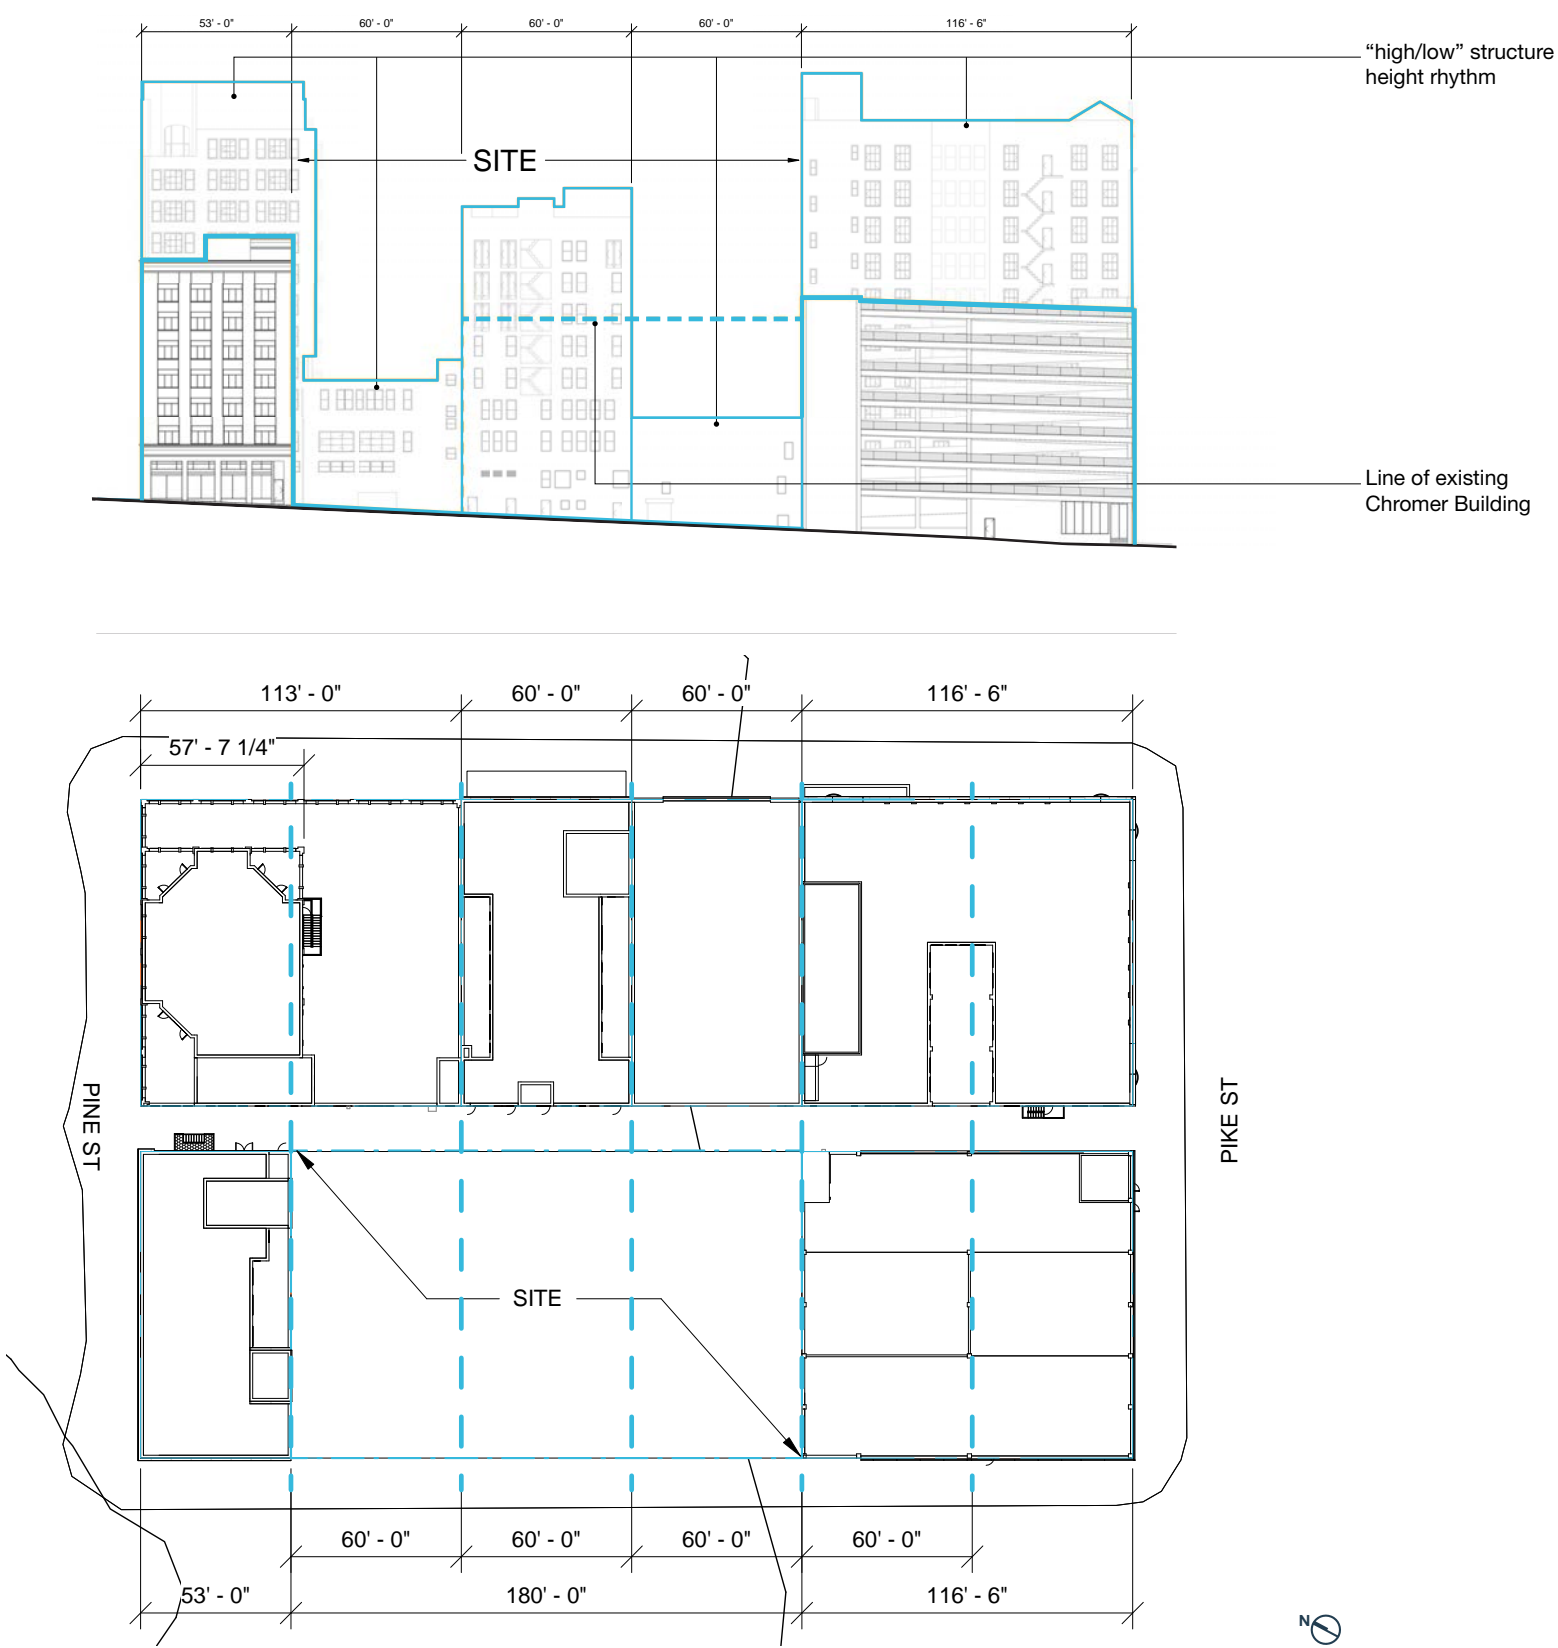 53' - 0"
60' - 0"
60' - 0"
60' - 0"
116' - 6"
“high/low” structure
height rhythm
SITE
Line of existing
Chromer Building
113' - 0"
60' - 0"
60' - 0"
116' - 6"
57' - 7 1/4"
PINE ST
PIKE ST
SITE
60' - 0"
60' - 0"
60' - 0"
60' - 0"
53' - 0"
180' - 0"
116' - 6"
N